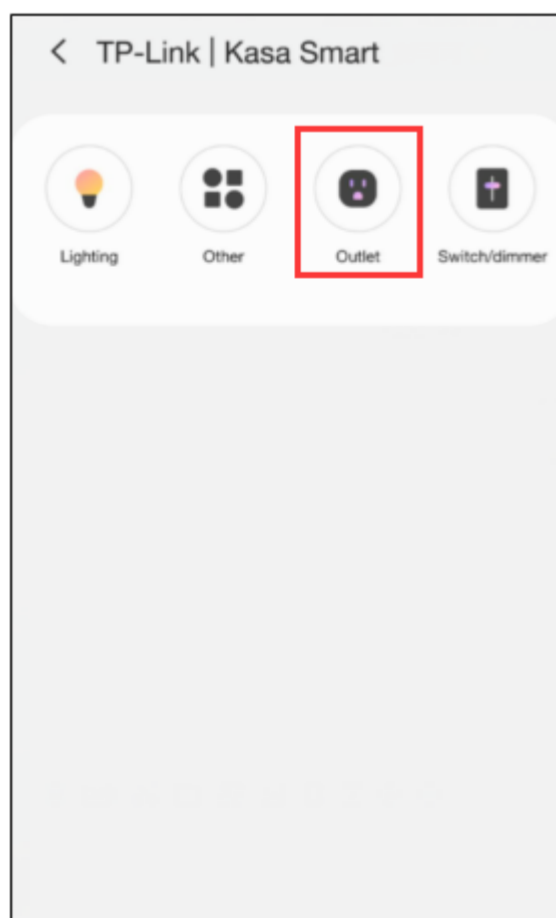 TP-Link | Kasa Smart
Lighting
Other
Outlet
Switch/dimmer